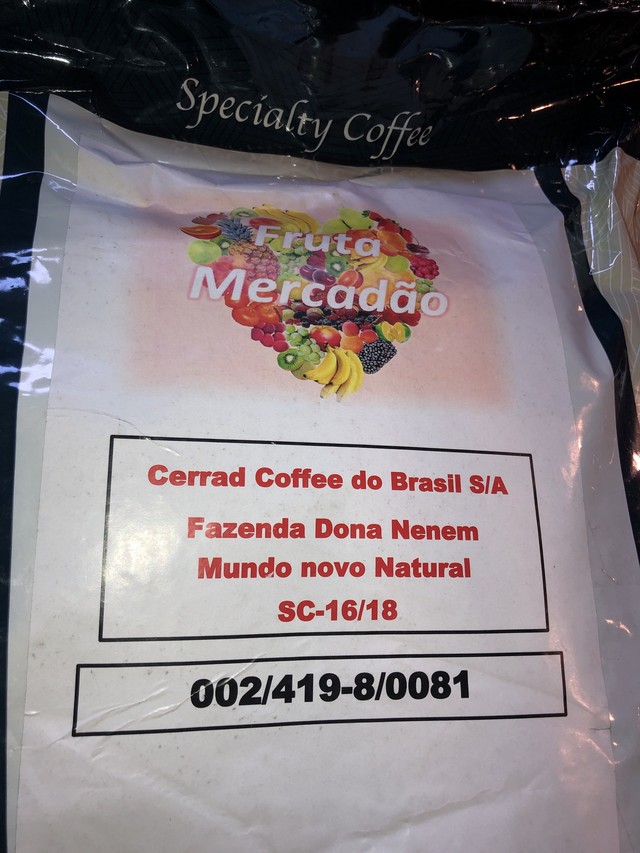 Specialty Coffee
Fruta
Mercadão
Cerrad Coffee do Brasil S/A
Fazenda Dona Nenem
Mundo novo Natural
SC-16/18
002/419-8/0081